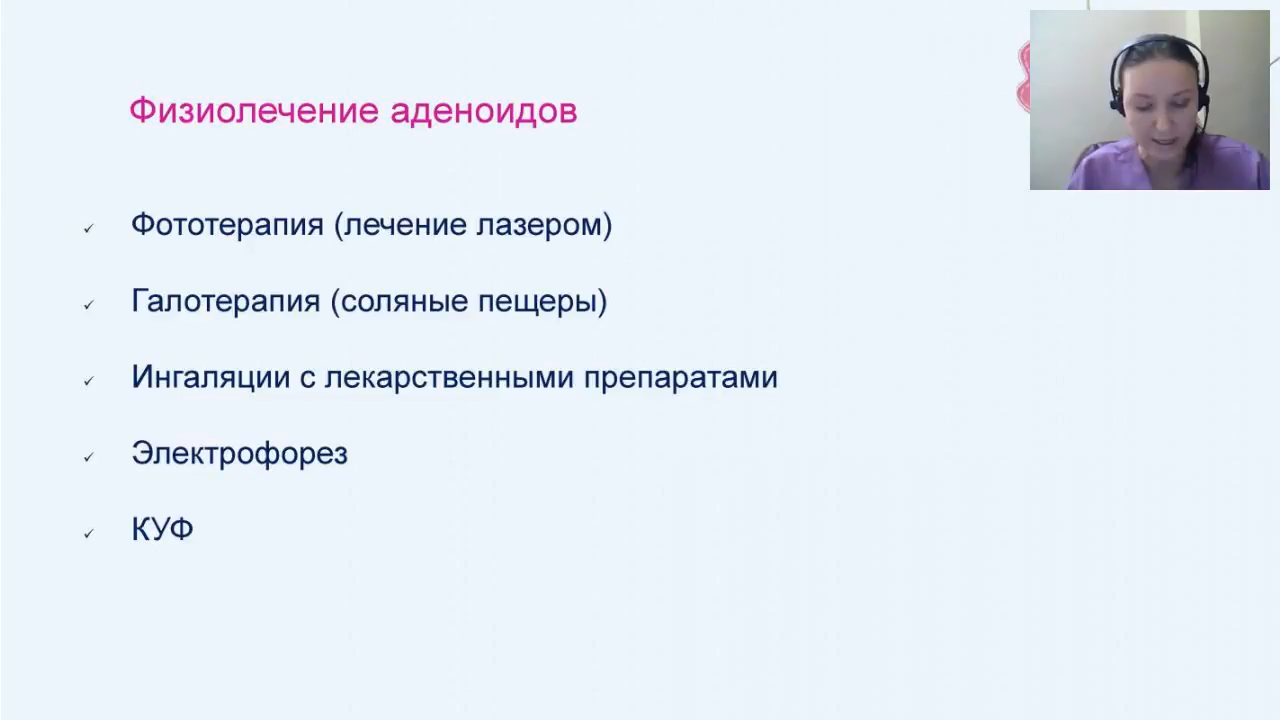 Физиолечение аденоидов
Фототерапия (лечение лазером)
Галотерапия (соляные пещеры)
Ингаляции с лекарственными препаратами
Электрофорез
КУФ